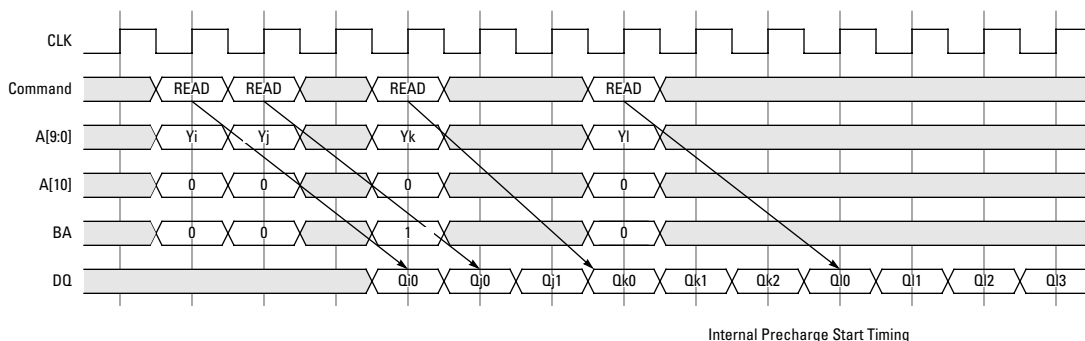 CLK
Command READ READ READ READ
A[9:0] Yi Yj Yk Yl
A[10] 0 0 0 0
BA 0 0 1 0
DQ Qi0 Qj0 Qj1 Qk0 Qk1 Qk2 Ql0 Ql1 Ql2 Ql3
Internal Precharge Start Timing